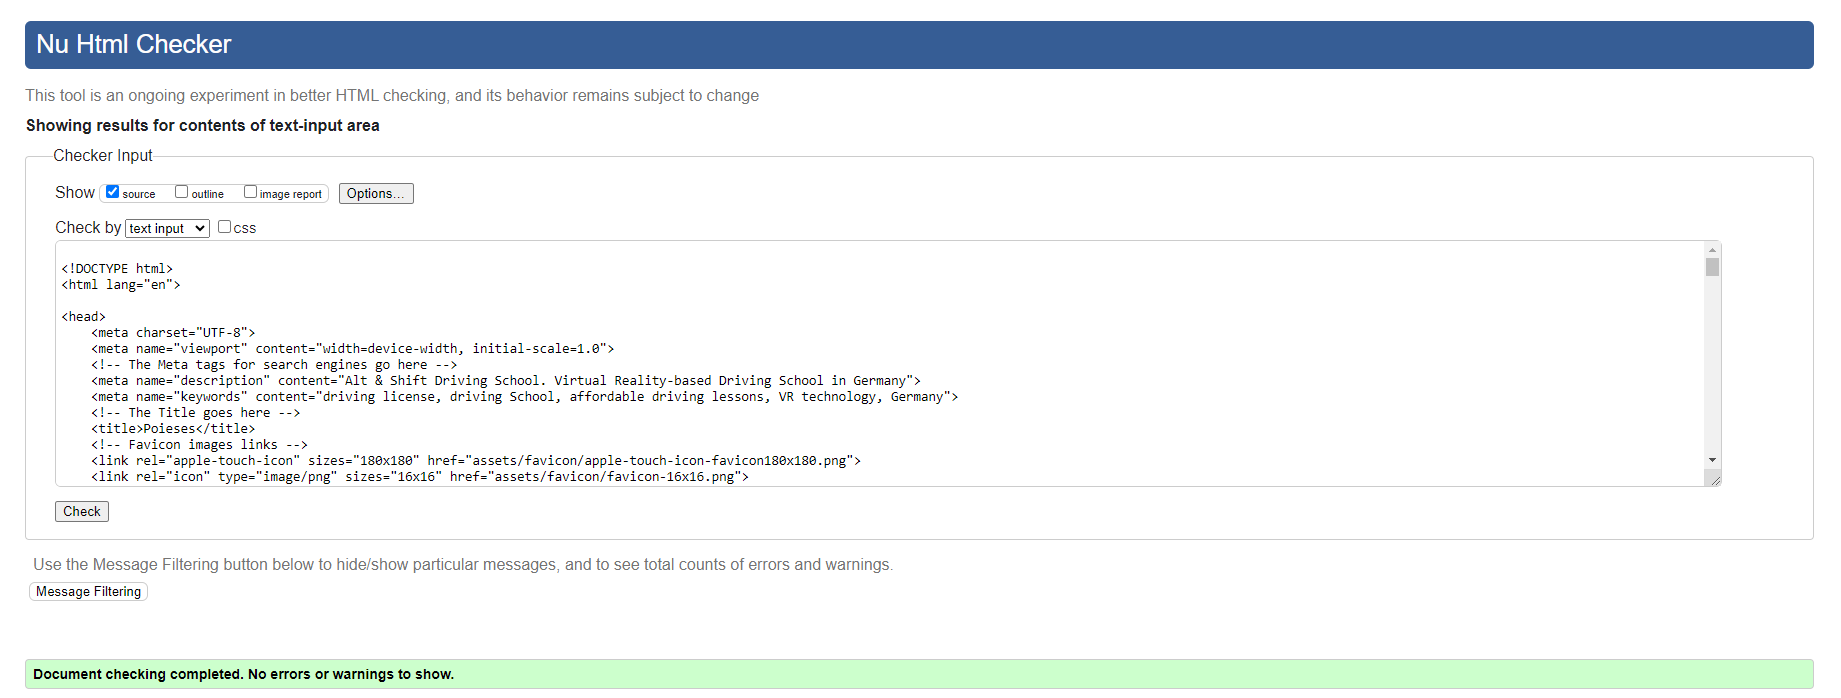 Nu Html Checker
This tool is an ongoing experiment in better HTML checking, and its behavior remains subject to change
Showing results for contents of text-input area
Checker Input
Show source outline image report Options...
Check by text input css
<!DOCTYPE html>
<html lang="en">
<head>
<meta charset="UTF-8">
<meta name="viewport" content="width=device-width, initial-scale=1.0">
<!-- The Meta tags for search engines go here -->
<meta name="description" content="Alt & Shift Driving School. Virtual Reality-based Driving School in Germany">
<meta name="keywords" content="driving license, driving School, affordable driving lessons, VR technology, Germany">
<!-- The Title goes here -->
<title>Poieses</title>
<!-- Favicon images links -->
<link rel="apple-touch-icon" sizes="180x180" href="assets/favicon/apple-touch-icon-favicon180x180.png">
<link rel="icon" type="image/png" sizes="16x16" href="assets/favicon/favicon-16x16.png">
Check
Use the Message Filtering button below to hide/show particular messages, and to see total counts of errors and warnings.
Message Filtering
Document checking completed. No errors or warnings to show.